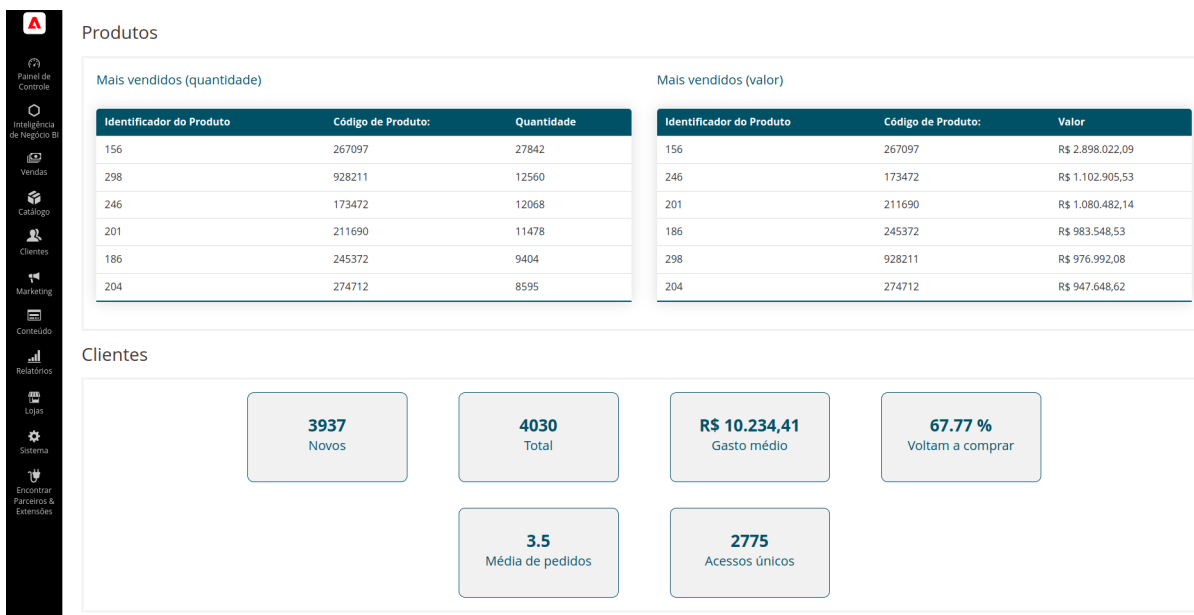 Painel de
Controle
Inteligência
de Negócio BI
Vendas
Catálogo
Clientes
Marketing
Conteúdo
Relatórios
Lojas
Sistema
Encontrar
Parceiros &
Extensões
Produtos
Mais vendidos (quantidade)
Identificador do Produto Código de Produto: Quantidade
156 267097 27842
298 928211 12560
246 173472 12068
201 211690 11478
186 245372 9404
204 274712 8595
Mais vendidos (valor)
Identificador do Produto Código de Produto: Valor
156 267097 R$ 2.898.022,09
246 173472 R$ 1.102.905,53
201 211690 R$ 1.080.482,14
186 245372 R$ 983.548,53
298 928211 R$ 976.992,08
204 274712 R$ 947.648,62
Clientes
3937
Novos
4030
Total
R$ 10.234,41
Gasto médio
67.77 %
Voltam a comprar
3.5
Média de pedidos
2775
Acessos únicos